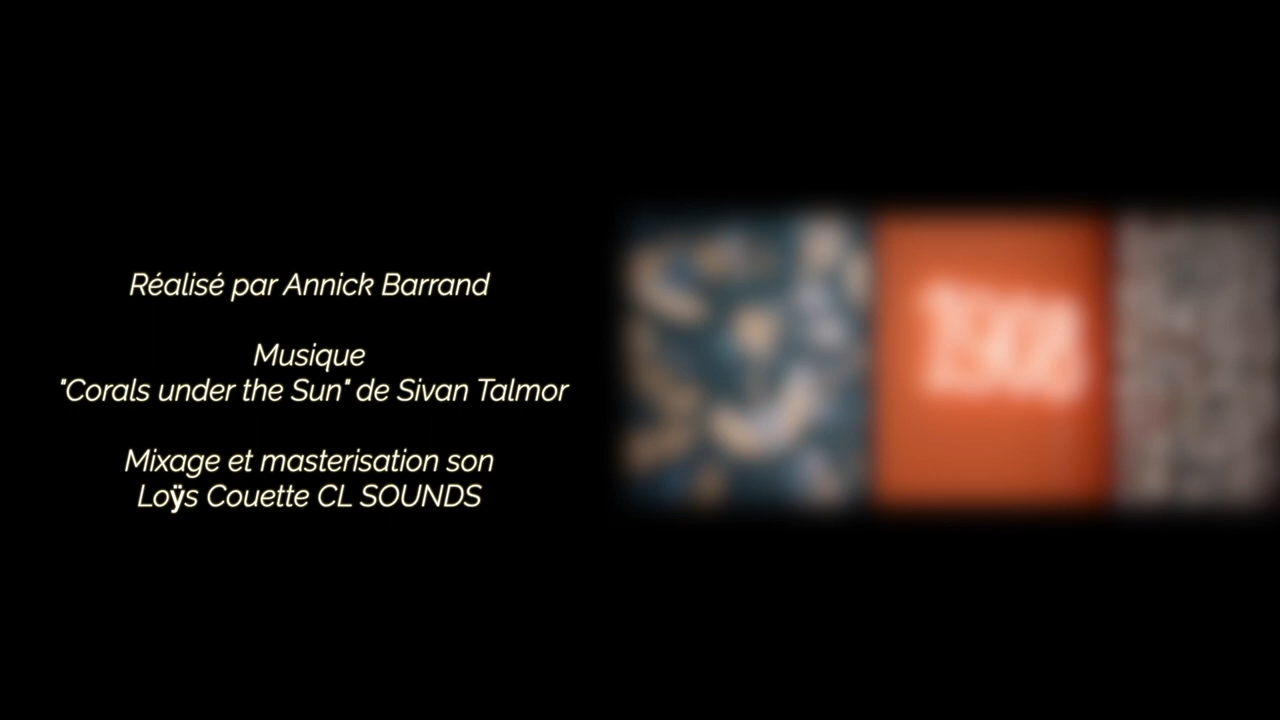 Réalisé par Annick Barrand
Musique
"Corals under the Sun" de Sivan Talmor
Mixage et masterisation son
Loÿs Couette CL SOUNDS